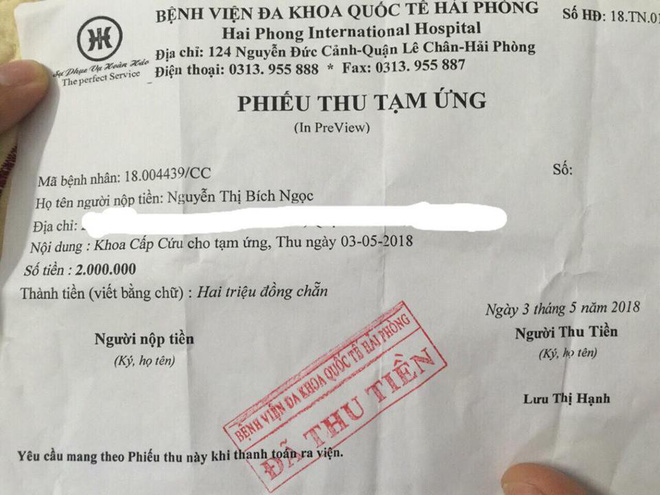 BỆNH VIỆN ĐA KHOA QUỐC TẾ HẢI PHÒNG
Số HĐ: 18.TN.01
Hai Phong International Hospital
Địa chỉ: 124 Nguyễn Đức Cảnh-Quận Lê Chân-Hải Phòng
Điện thoại: 0313. 955 888 * Fax: 0313. 955 887
HK
Sự Phục Vụ Hoàn Hảo
The perfect Service
PHIẾU THU TẠM ỨNG
(In PreView)
Mã bệnh nhân: 18.004439/CC
Số:
Họ tên người nộp tiền: Nguyễn Thị Bích Ngọc
Địa chỉ:
Nội dung : Khoa Cấp Cứu cho tạm ứng, Thu ngày 03-05-2018
Số tiền : 2.000.000
Thành tiền (viết bằng chữ) : Hai triệu đồng chẵn
Ngày 3 tháng 5 năm 2018
Người nộp tiền
Người Thu Tiền
(Ký, họ tên)
(Ký, họ tên)
BỆNH VIỆN ĐA KHOA QUỐC TẾ HẢI PHÒNG
ĐÃ THU TIỀN
Lưu Thị Hạnh
Yêu cầu mang theo Phiếu thu này khi thanh toán ra viện.